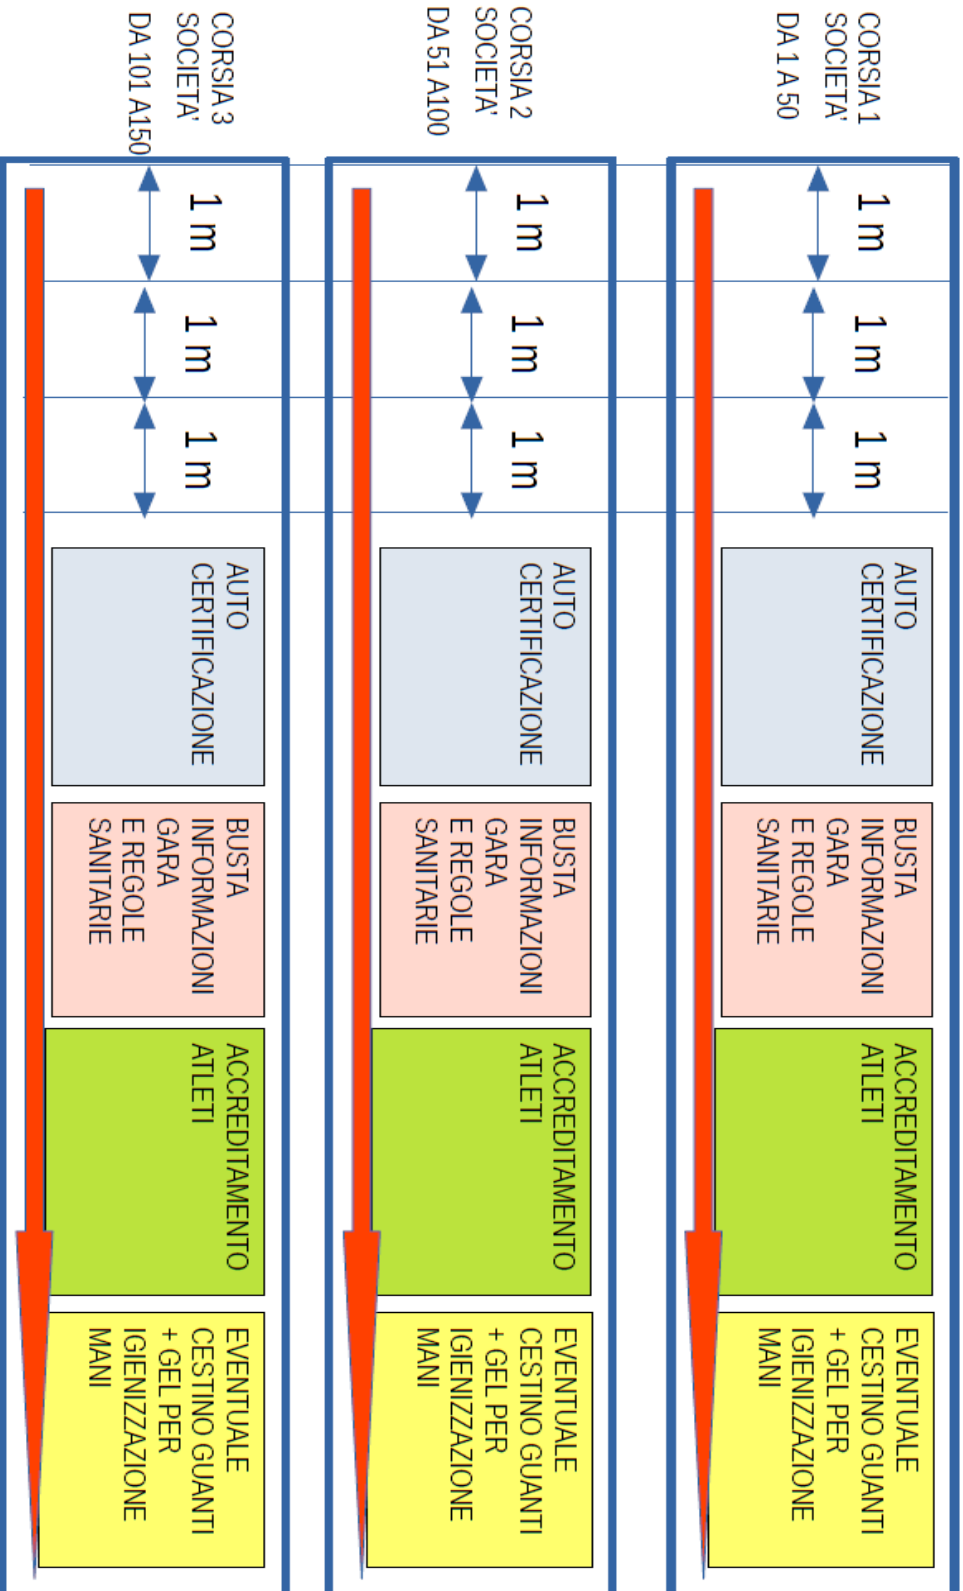 CORSIA 1
SOCIETA'
DA 1 A 50
1 m
1 m
1 m
AUTO
CERTIFICAZIONE
BUSTA
INFORMAZIONI
GARA
E REGOLE
SANITARIE
ACCREDITAMENTO
ATLETI
EVENTUALE
CESTINO GUANTI
+ GEL PER
IGIENIZZAZIONE
MANI
CORSIA 2
SOCIETA'
DA 51 A100
1 m
1 m
1 m
AUTO
CERTIFICAZIONE
BUSTA
INFORMAZIONI
GARA
E REGOLE
SANITARIE
ACCREDITAMENTO
ATLETI
EVENTUALE
CESTINO GUANTI
+ GEL PER
IGIENIZZAZIONE
MANI
CORSIA 3
SOCIETA'
DA 101 A150
1 m
1 m
1 m
AUTO
CERTIFICAZIONE
BUSTA
INFORMAZIONI
GARA
E REGOLE
SANITARIE
ACCREDITAMENTO
ATLETI
EVENTUALE
CESTINO GUANTI
+ GEL PER
IGIENIZZAZIONE
MANI